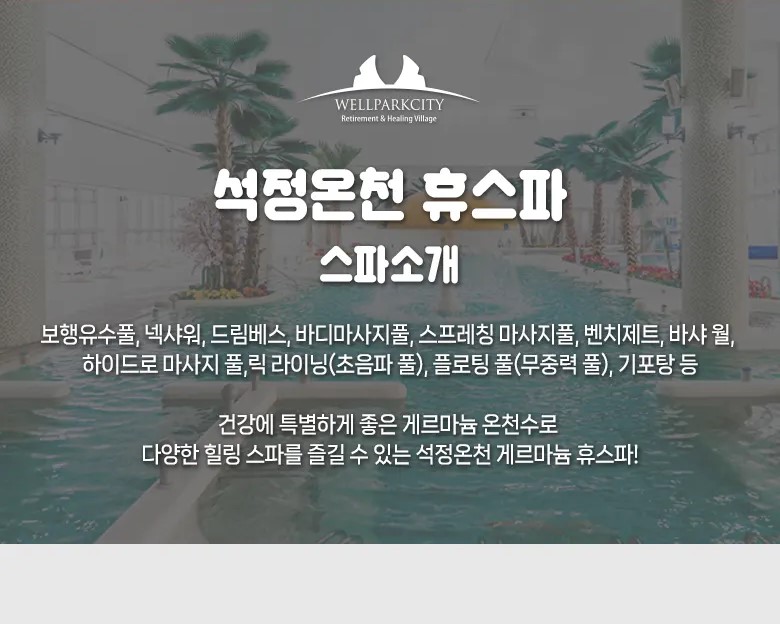 WELLPARKCITY
Retirement & Healing Village
석정온천 휴스파
스파소개
보행유수풀, 넥샤워, 드림베스, 바디마사지풀, 스프레칭 마사지풀, 벤치제트, 바샤 월,
하이드로 마사지 풀,릭 라이닝(초음파 풀), 플로팅 풀(무중력 풀), 기포탕 등
건강에 특별하게 좋은 게르마늄 온천수로
다양한 힐링 스파를 즐길 수 있는 석정온천 게르마늄 휴스파!